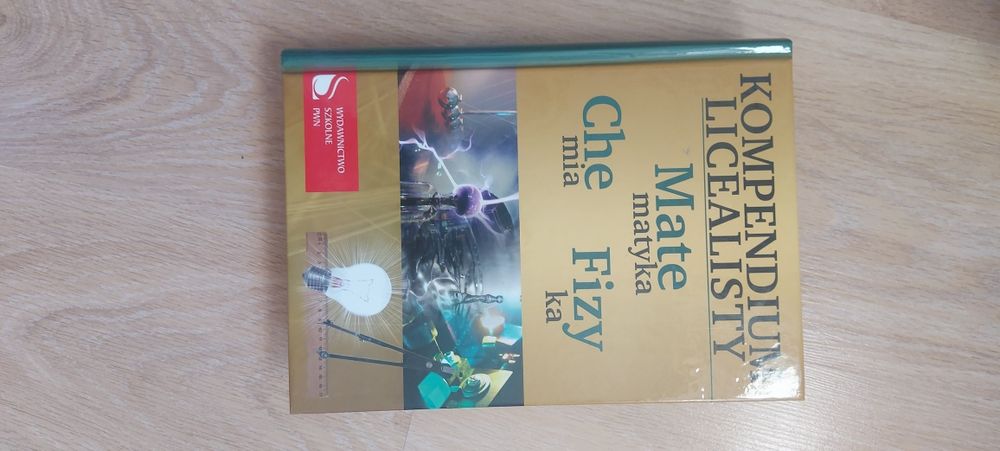 KOMPENDIUM
LICEALISTY
Mate
matyka
Che
mia
Fizy
ka
WYDAWNICTWO
SZKOLNE
PWN